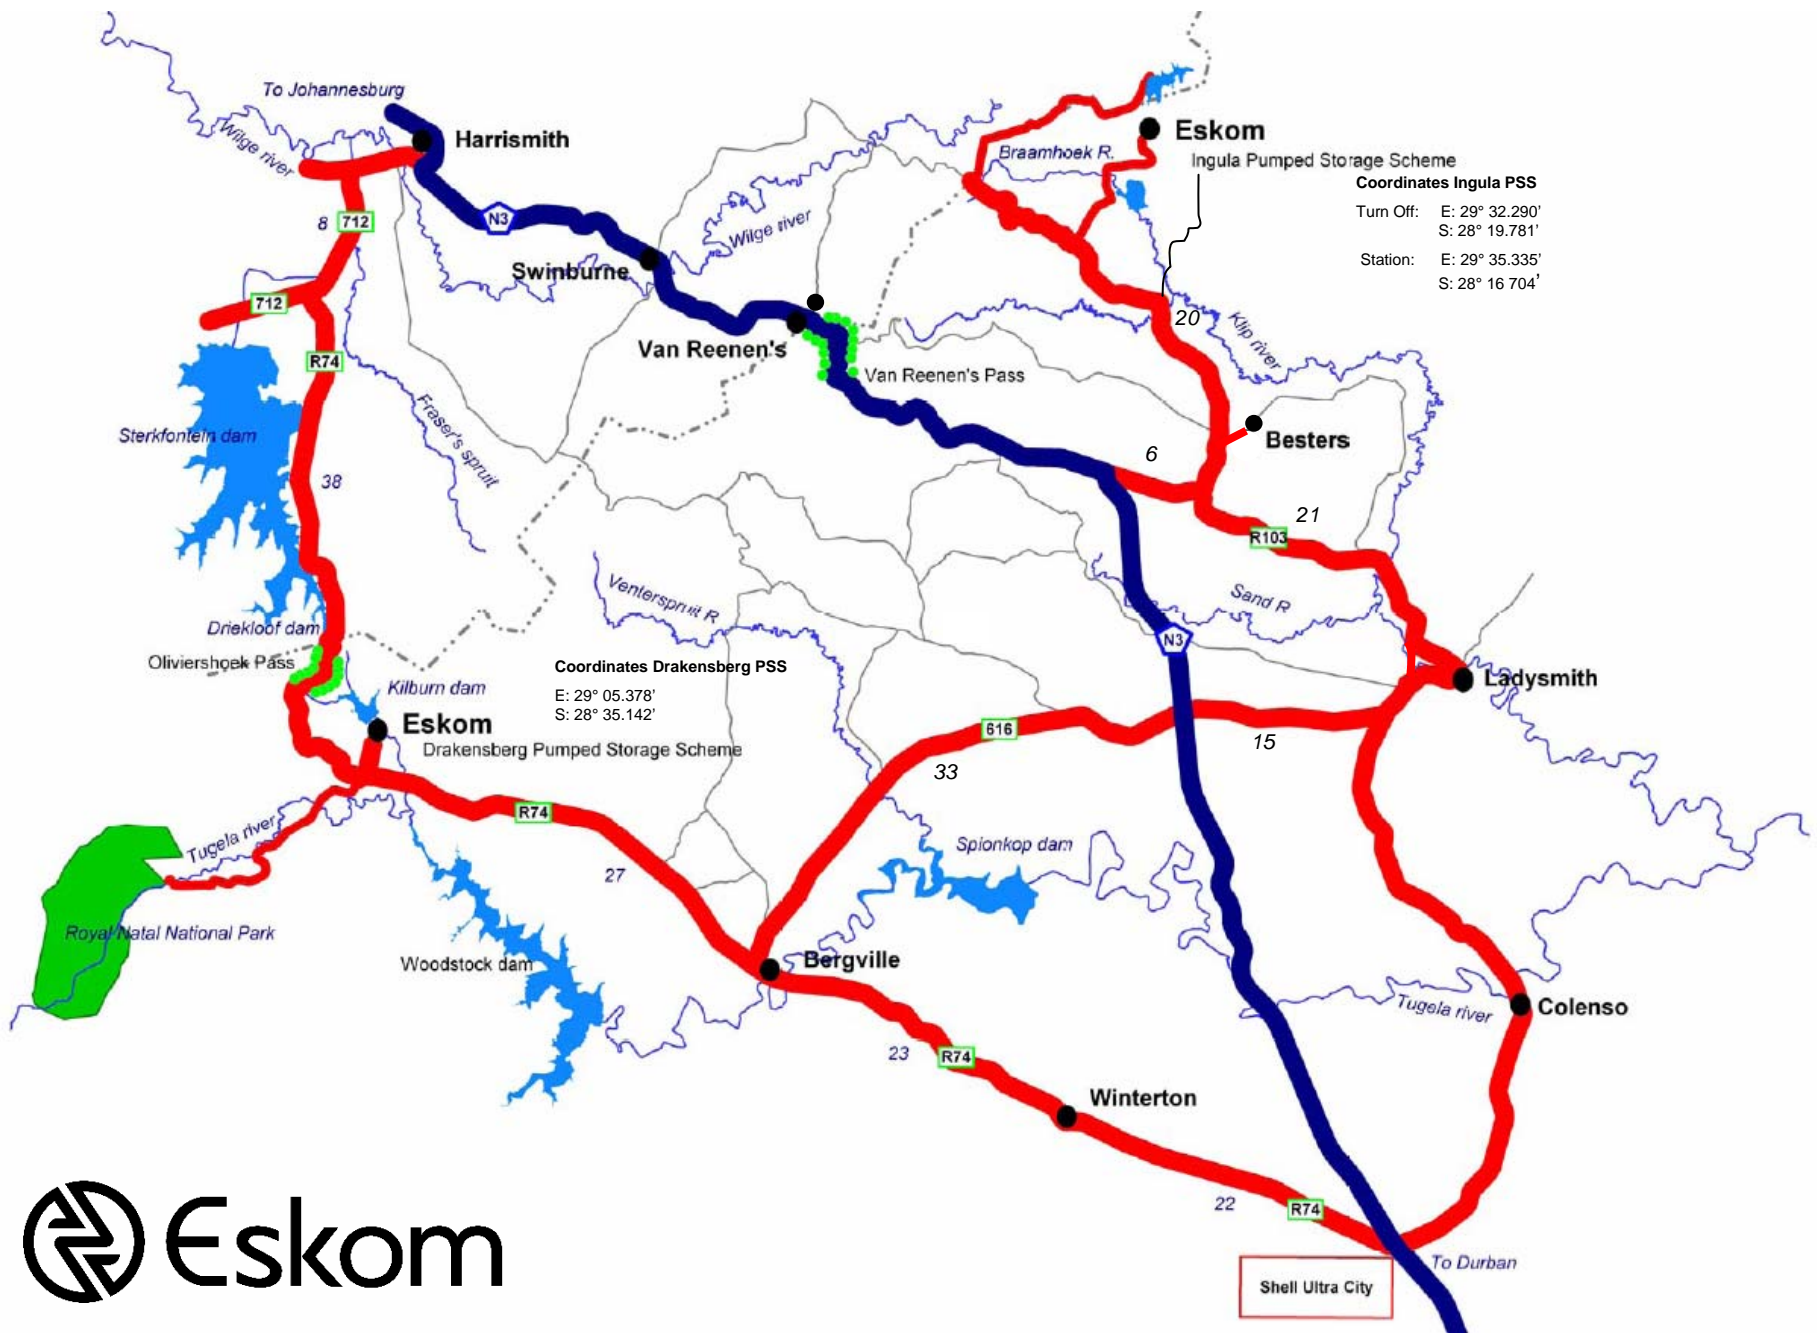 To Johannesburg
Harrismith
Eskom
Wilge river
Braamhoek R.
Ingula Pumped Storage Scheme
Coordinates Ingula PSS
Turn Off: E: 29° 32.290'
S: 28° 19.781'
Station: E: 29° 35.335'
S: 28° 16 704'
8
712
N3
Wilge river
Swinburne
712
20
Klip river
R74
Van Reenen's
Van Reenen's Pass
Fraser's spruit
Sterkfontein dam
Besters
6
38
21
R103
Venterspruit R
Sand R
Driekloof dam
N3
Oliviershoek Pass
Coordinates Drakensberg PSS
E: 29° 05.378'
S: 28° 35.142'
Kilburn dam
Ladysmith
Eskom
Drakensberg Pumped Storage Scheme
616
15
33
R74
Tugela river
Spionkop dam
27
Royal Natal National Park
Woodstock dam
Bergville
Tugela river
Colenso
23
R74
Winterton
22
R74
To Durban
Shell Ultra City
Eskom